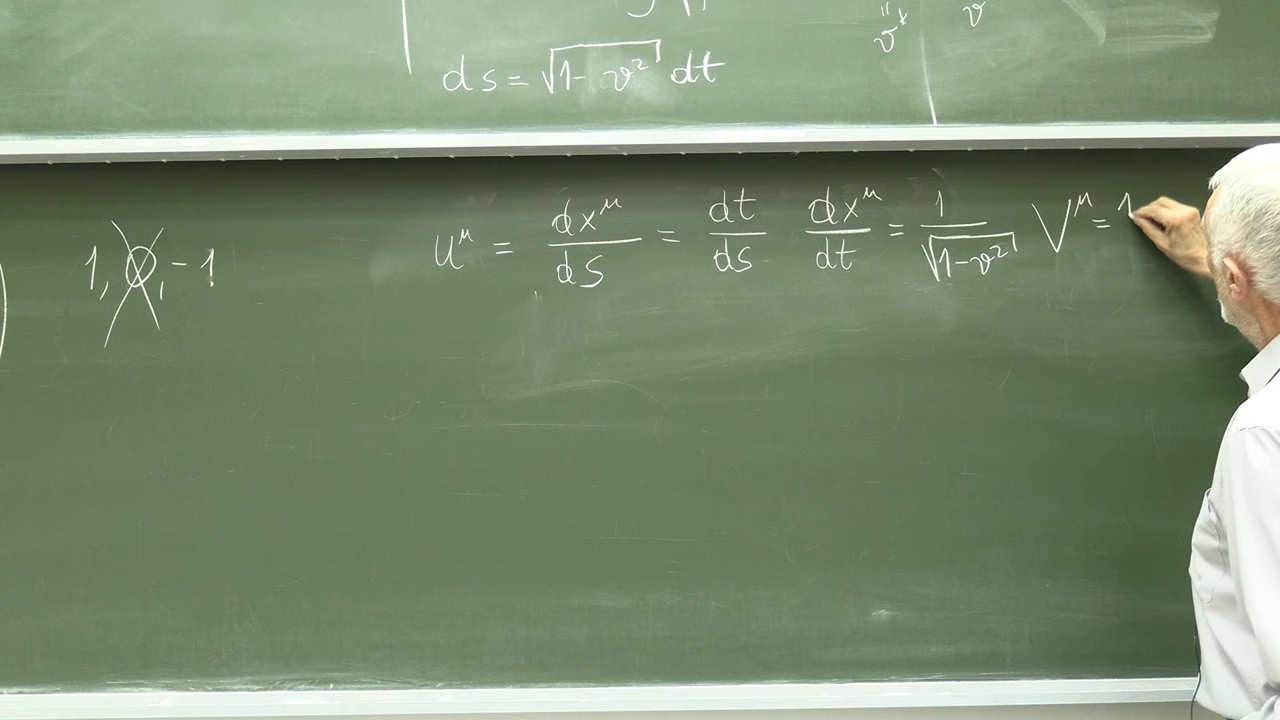 v^x v
ds = √(1-v²) dt
1, 0, -1
u^μ = dx^μ/ds = dt/ds dx^μ/dt = 1/√(1-v²) V^μ = 1